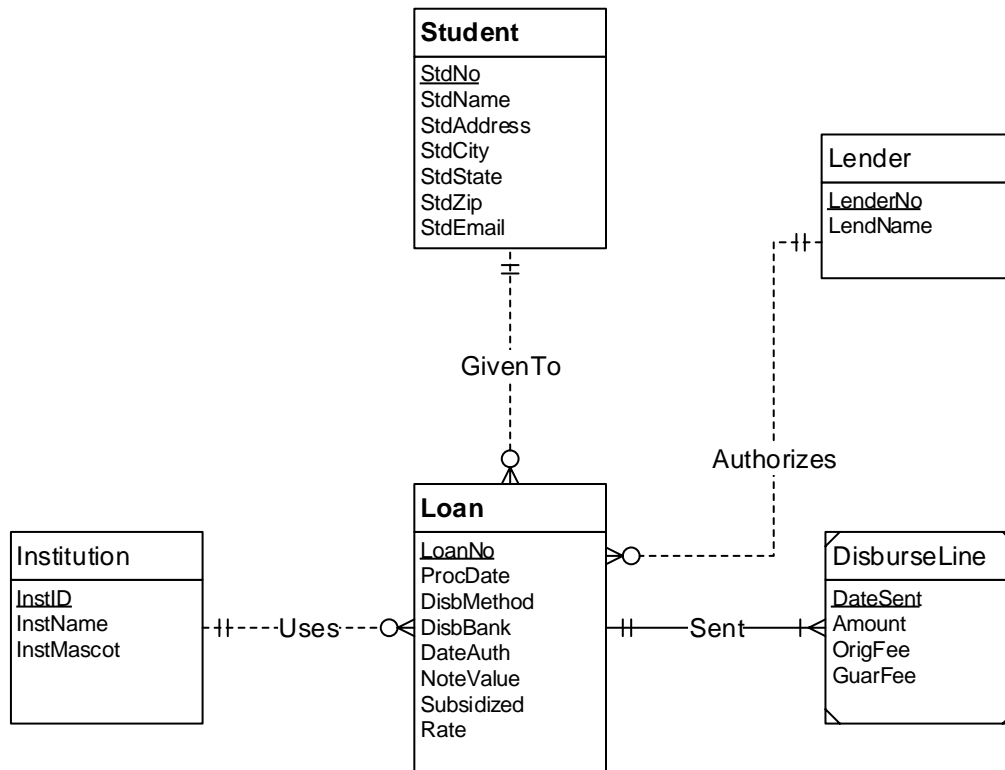 Student
StdNo
StdName
StdAddress
StdCity
StdState
StdZip
StdEmail
Lender
LenderNo
LendName
GivenTo
Authorizes
Institution
InstID
InstName
InstMascot
Uses
Loan
LoanNo
ProcDate
DisbMethod
DisbBank
DateAuth
NoteValue
Subsidized
Rate
Sent
DisburseLine
DateSent
Amount
OrigFee
GuarFee